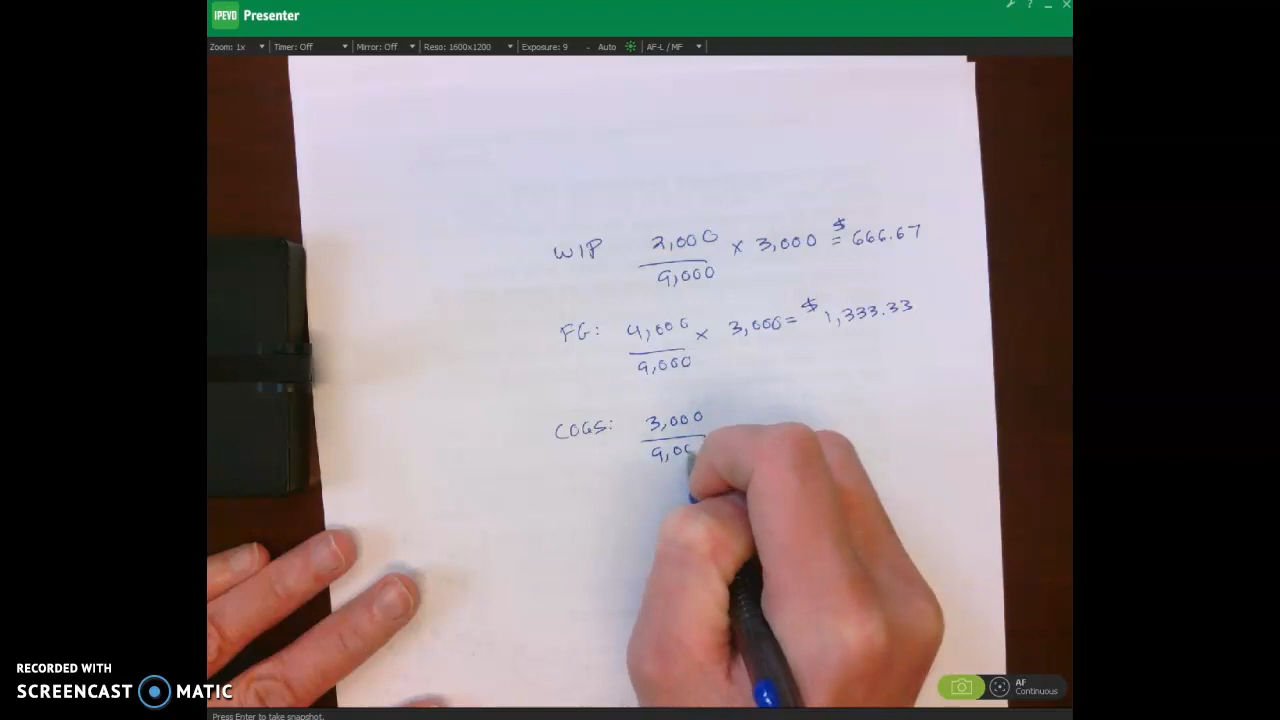 IPEVO Presenter
Zoom: 1x Timer: Off Mirror: Off Reso: 1600x1200 Exposure: 9 - Auto AF-L / MF
WIP 2,000 × 3,000 = $ 666.67
9,000
FG: 4,000 × 3,000 = $ 1,333.33
9,000
COGS: 3,000
9,00
RECORDED WITH
SCREENCAST MATIC
AF
Continuous
Press Enter to take snapshot.